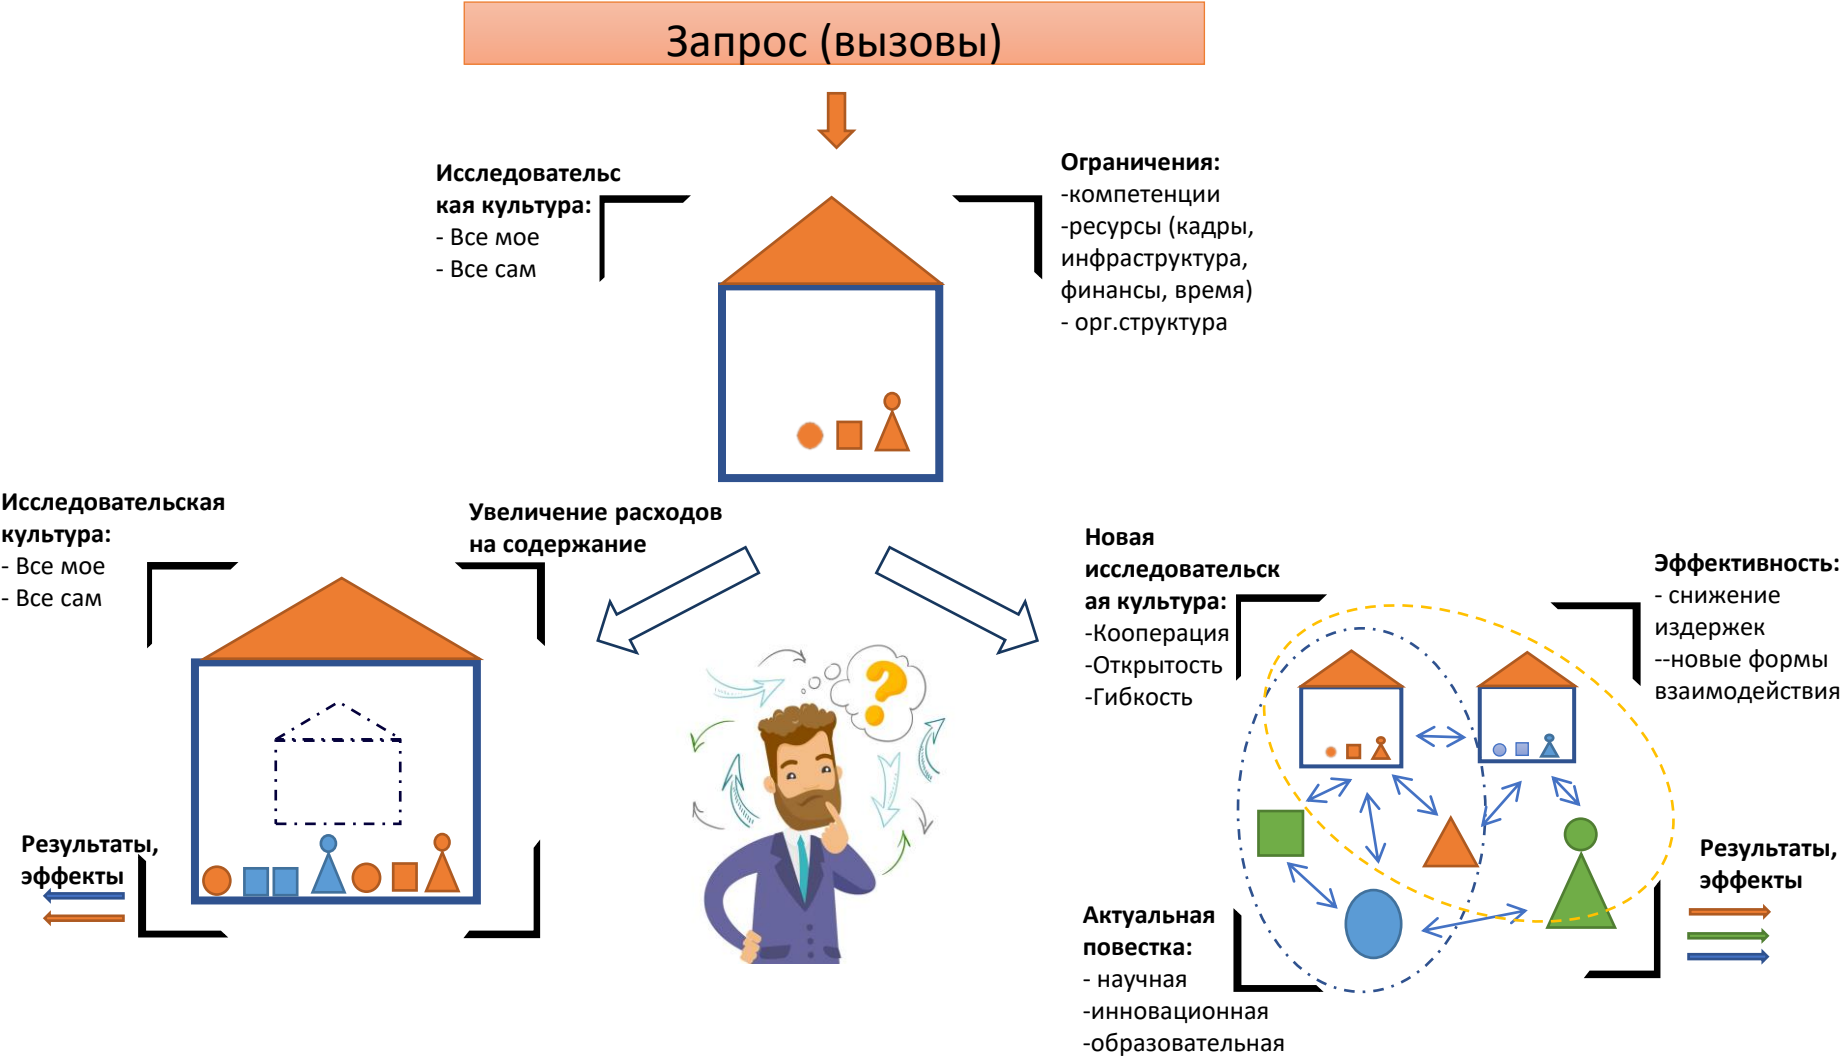 Запрос (вызовы)
Исследовательс
кая культура:
- Все мое
- Все сам
Ограничения:
-компетенции
-ресурсы (кадры,
инфраструктура,
финансы, время)
- орг.структура
Исследовательская
культура:
- Все мое
- Все сам
Увеличение расходов
на содержание
Результаты,
эффекты
?
Новая
исследовательск
ая культура:
-Кооперация
-Открытость
-Гибкость
Эффективность:
- снижение
издержек
--новые формы
взаимодействия
Результаты,
эффекты
Актуальная
повестка:
- научная
-инновационная
-образовательная